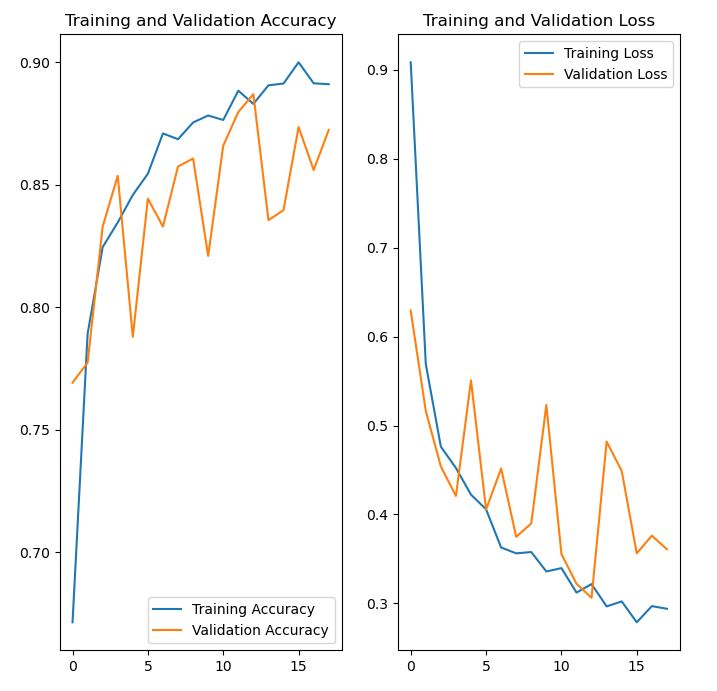 Training and Validation Accuracy
0.90
0.85
0.80
0.75
0.70
Training Accuracy
Validation Accuracy
0 5 10 15
Training and Validation Loss
Training Loss
Validation Loss
0.9
0.8
0.7
0.6
0.5
0.4
0.3
0 5 10 15